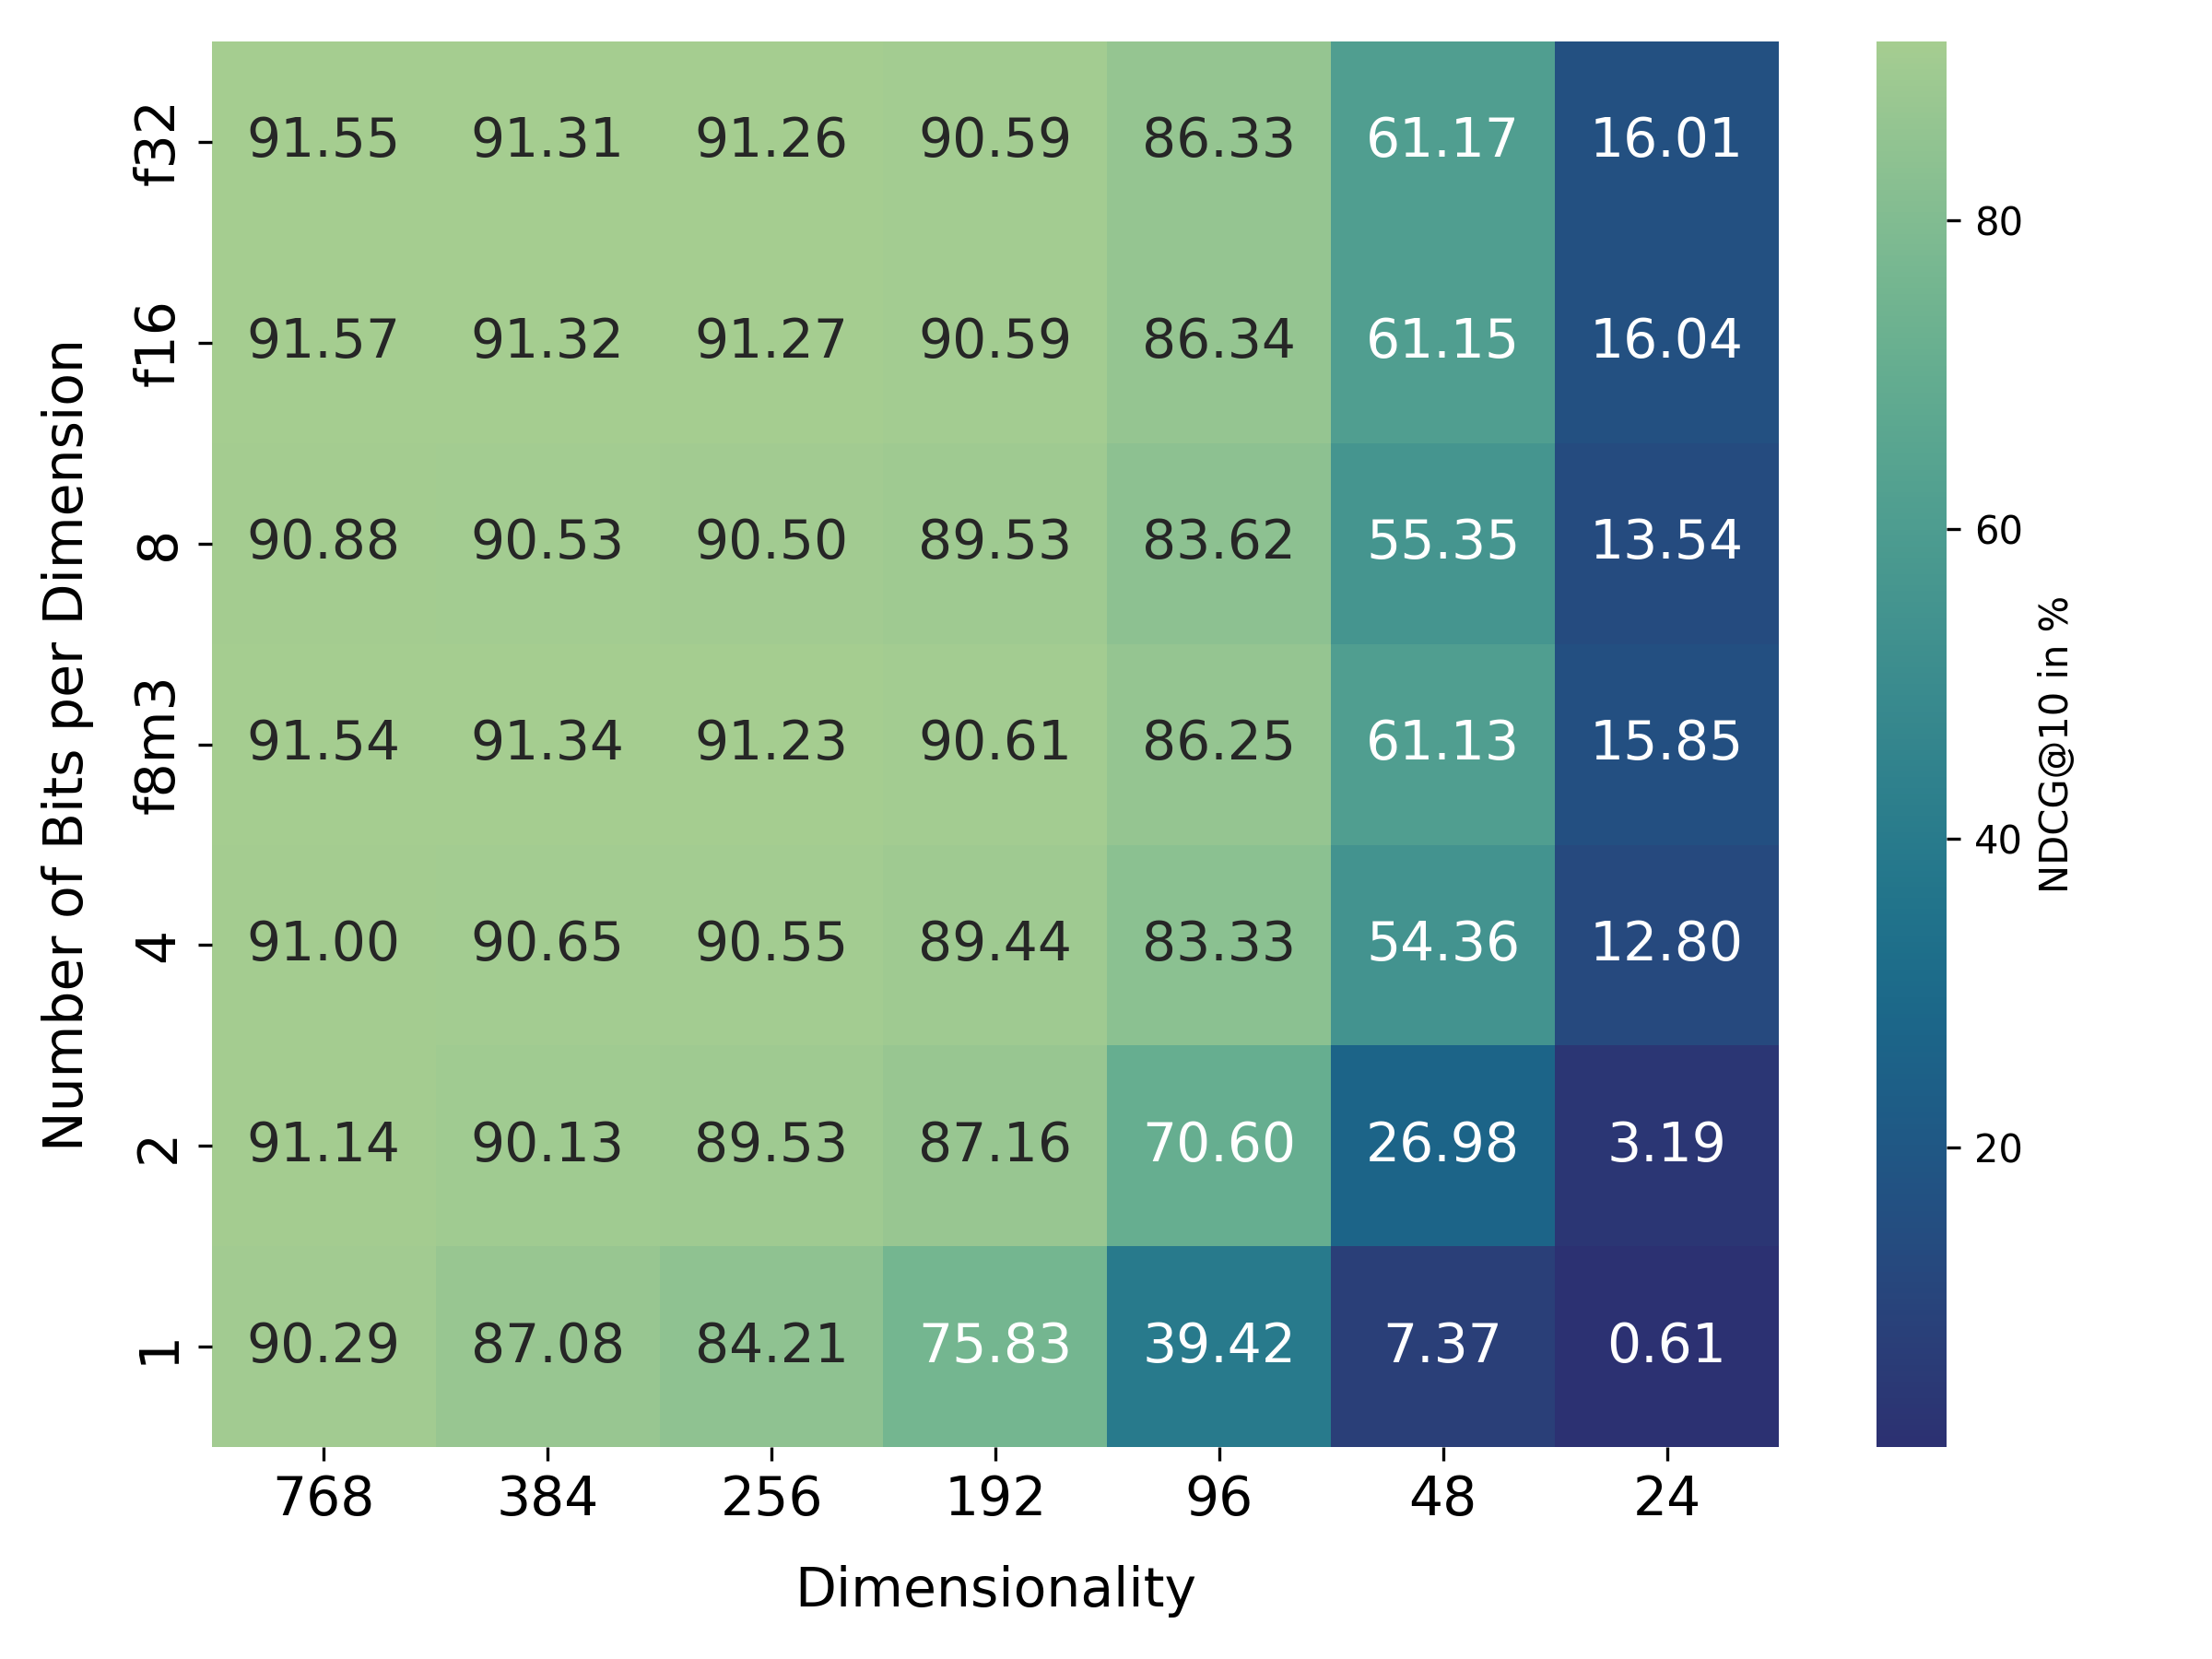 Number of Bits per Dimension
f32 91.55 91.31 91.26 90.59 86.33 61.17 16.01
f16 91.57 91.32 91.27 90.59 86.34 61.15 16.04
8 90.88 90.53 90.50 89.53 83.62 55.35 13.54
f8m3 91.54 91.34 91.23 90.61 86.25 61.13 15.85
4 91.00 90.65 90.55 89.44 83.33 54.36 12.80
2 91.14 90.13 89.53 87.16 70.60 26.98 3.19
1 90.29 87.08 84.21 75.83 39.42 7.37 0.61
768 384 256 192 96 48 24
Dimensionality
80
60
40
20
NDCG@10 in %